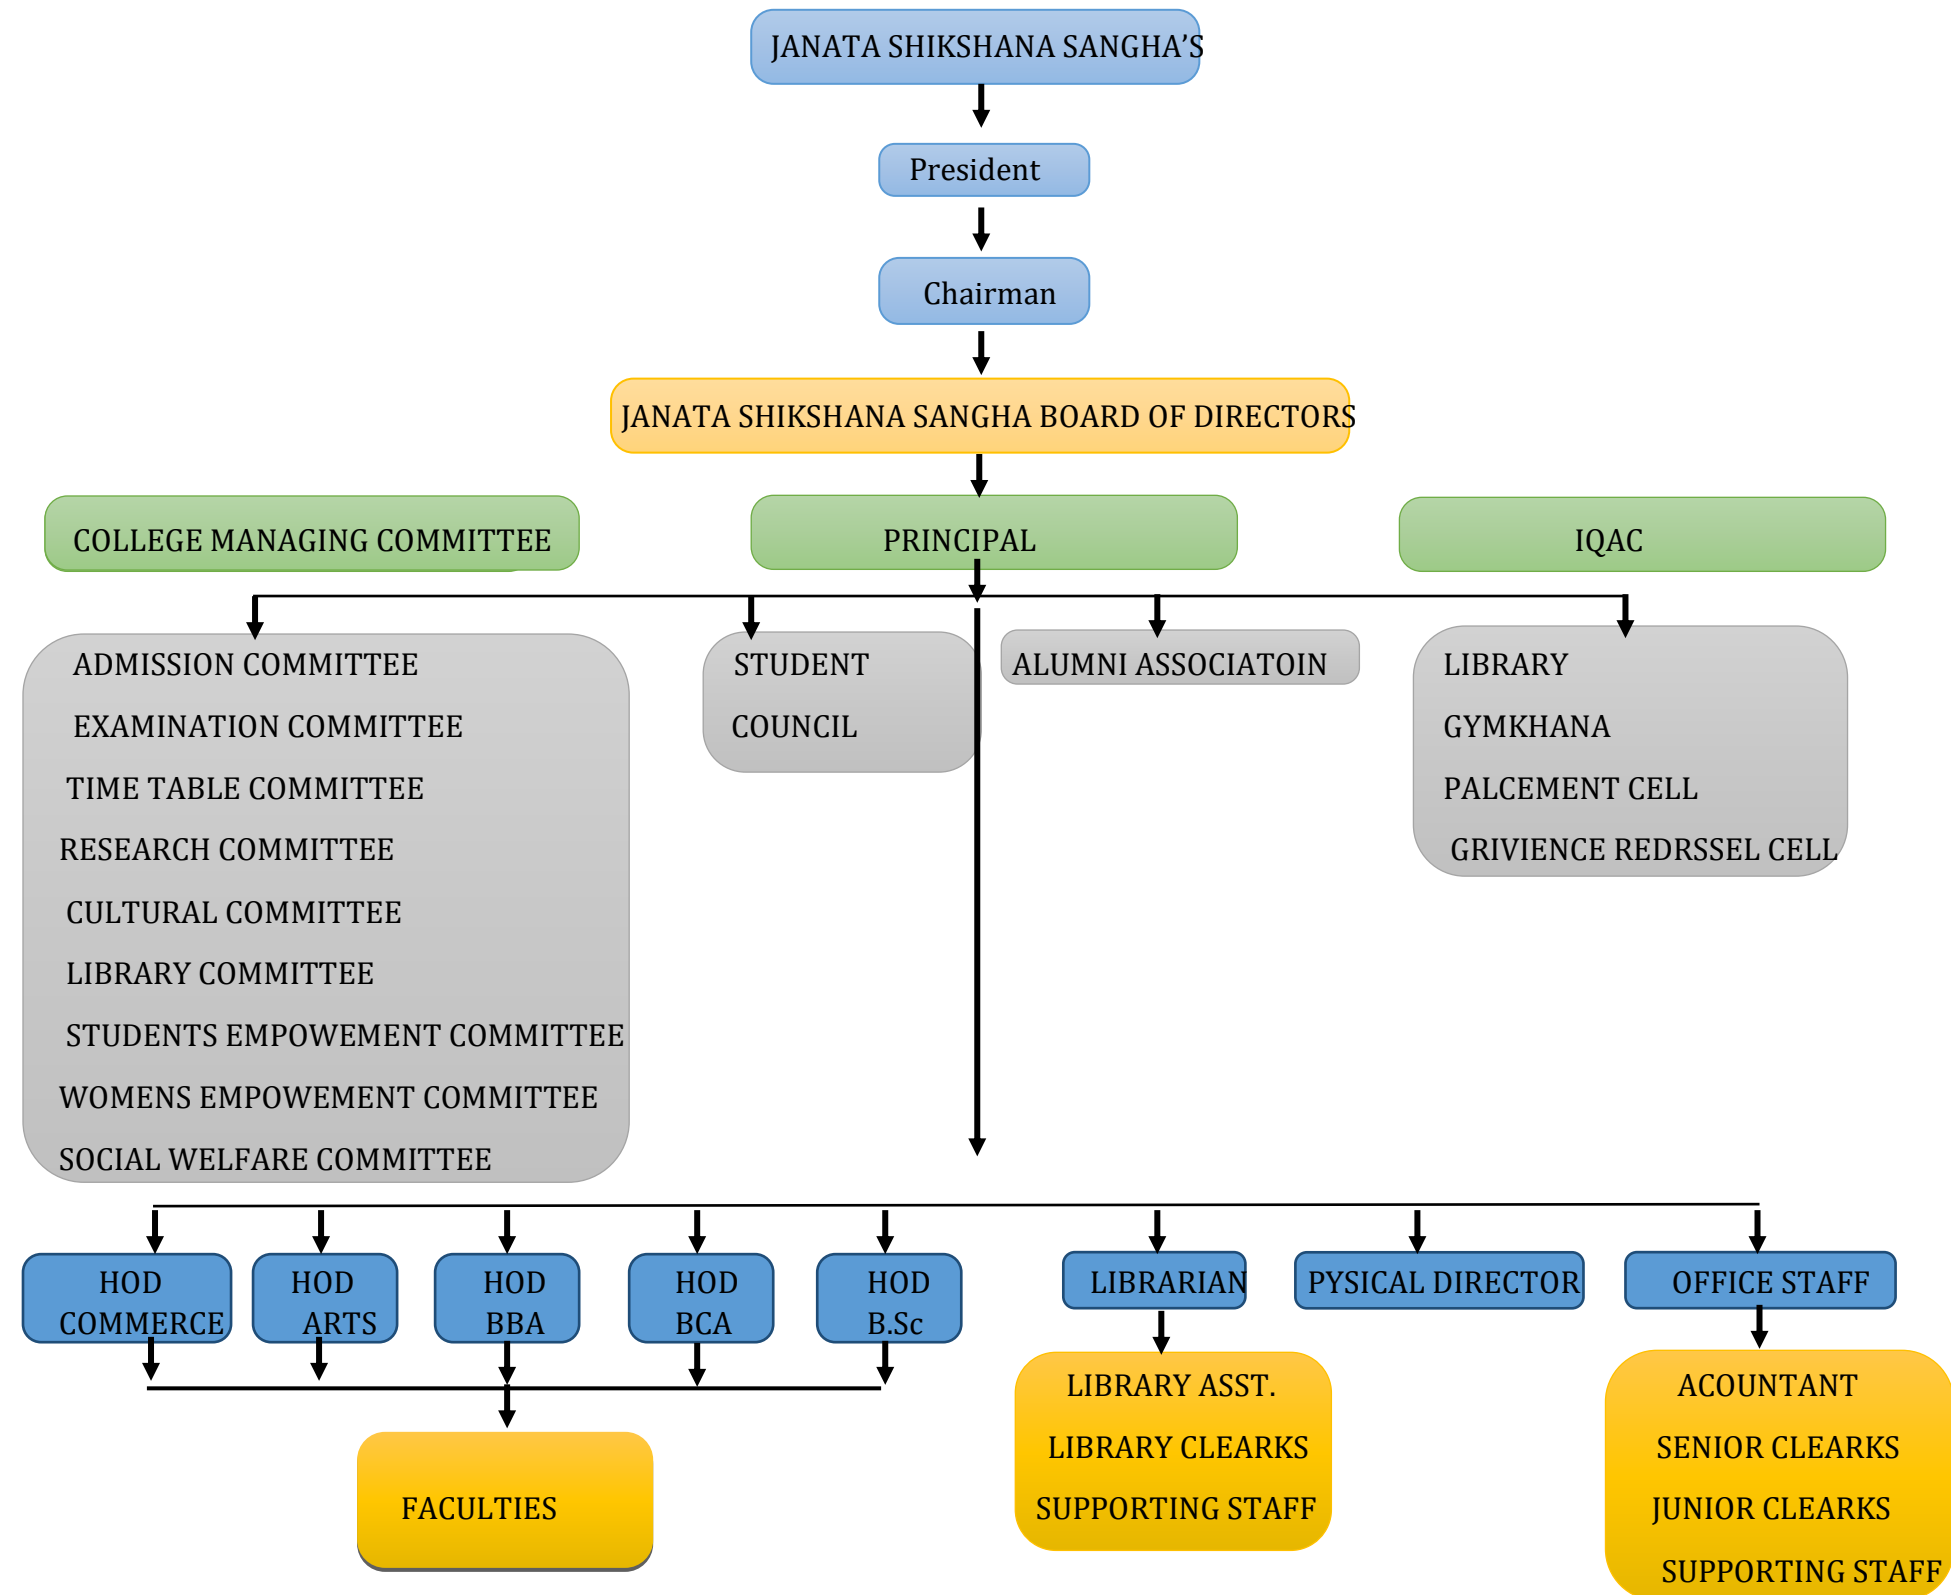 JANATA SHIKSHANA SANGHA’S
President
Chairman
JANATA SHIKSHANA SANGHA BOARD OF DIRECTORS
COLLEGE MANAGING COMMITTEE
PRINCIPAL
IQAC
ADMISSION COMMITTEE
EXAMINATION COMMITTEE
TIME TABLE COMMITTEE
RESEARCH COMMITTEE
CULTURAL COMMITTEE
LIBRARY COMMITTEE
STUDENTS EMPOWEMENT COMMITTEE
WOMENS EMPOWEMENT COMMITTEE
SOCIAL WELFARE COMMITTEE
STUDENT
COUNCIL
ALUMNI ASSOCIATOIN
LIBRARY
GYMKHANA
PALCEMENT CELL
GRIVIENCE REDRSSEL CELL
HOD
COMMERCE
HOD
ARTS
HOD
BBA
HOD
BCA
HOD
B.Sc
LIBRARIAN
PYSICAL DIRECTOR
OFFICE STAFF
FACULTIES
LIBRARY ASST.
LIBRARY CLEARKS
SUPPORTING STAFF
ACOUNTANT
SENIOR CLEARKS
JUNIOR CLEARKS
SUPPORTING STAFF